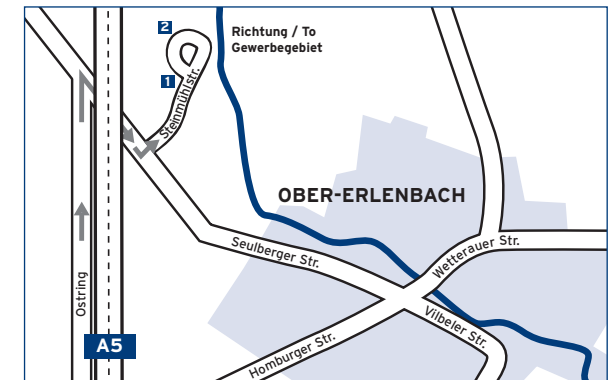 2
Richtung / To
Gewerbegebiet
1
Steinmühlstr.
OBER-ERLENBACH
Seulberger Str.
Wetterauer Str.
Ostring
Vilbeler Str.
A5
Homburger Str.